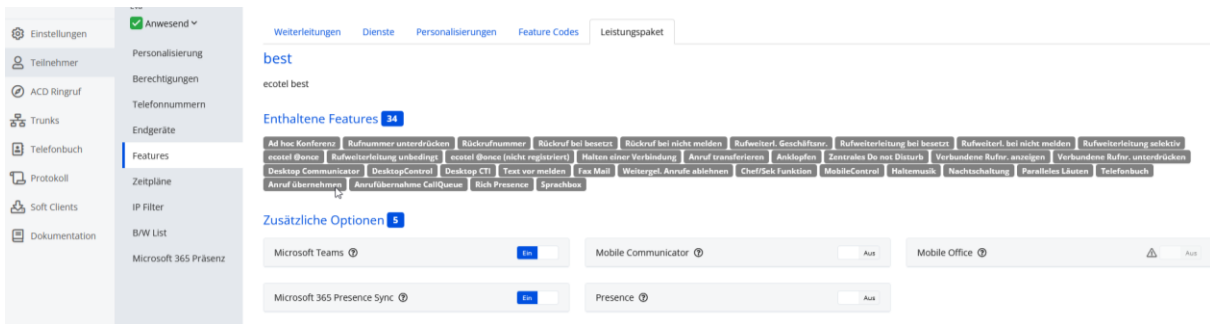 Anwesend
Einstellungen
Teilnehmer
ACD Ringruf
Trunks
Telefonbuch
Protokoll
Soft Clients
Dokumentation
Personalisierung
Berechtigungen
Telefonnummern
Endgeräte
Features
Zeitpläne
IP Filter
B/W List
Microsoft 365 Präsenz
Weiterleitungen Dienste Personalisierungen Feature Codes Leistungspaket
best
ecotel best
Enthaltene Features 34
Ad hoc Konferenz Rufnummer unterdrücken Rückrufnummer Rückruf bei besetzt Rückruf bei nicht melden Rufweiterl. Geschäftsnr. Rufweiterleitung bei besetzt Rufweiterl. bei nicht melden Rufweiterleitung selektiv
ecotel @once Rufweiterleitung unbedingt ecotel @once (nicht registriert) Halten einer Verbindung Anruf transferieren Anklopfen Zentrales Do not Disturb Verbundene Rufnr. anzeigen Verbundene Rufnr. unterdrücken
Desktop Communicator DesktopControl Desktop CTI Text vor melden Fax Mail Weitergel. Anrufe ablehnen Chef/Sek Funktion MobileControl Haltemusik Nachtschaltung Paralleles Läuten Telefonbuch
Anruf übernehmen Anrufübernahme CallQueue Rich Presence Sprachbox
Zusätzliche Optionen 5
Microsoft Teams Ein Mobile Communicator Aus Mobile Office Aus
Microsoft 365 Presence Sync Ein Presence Aus